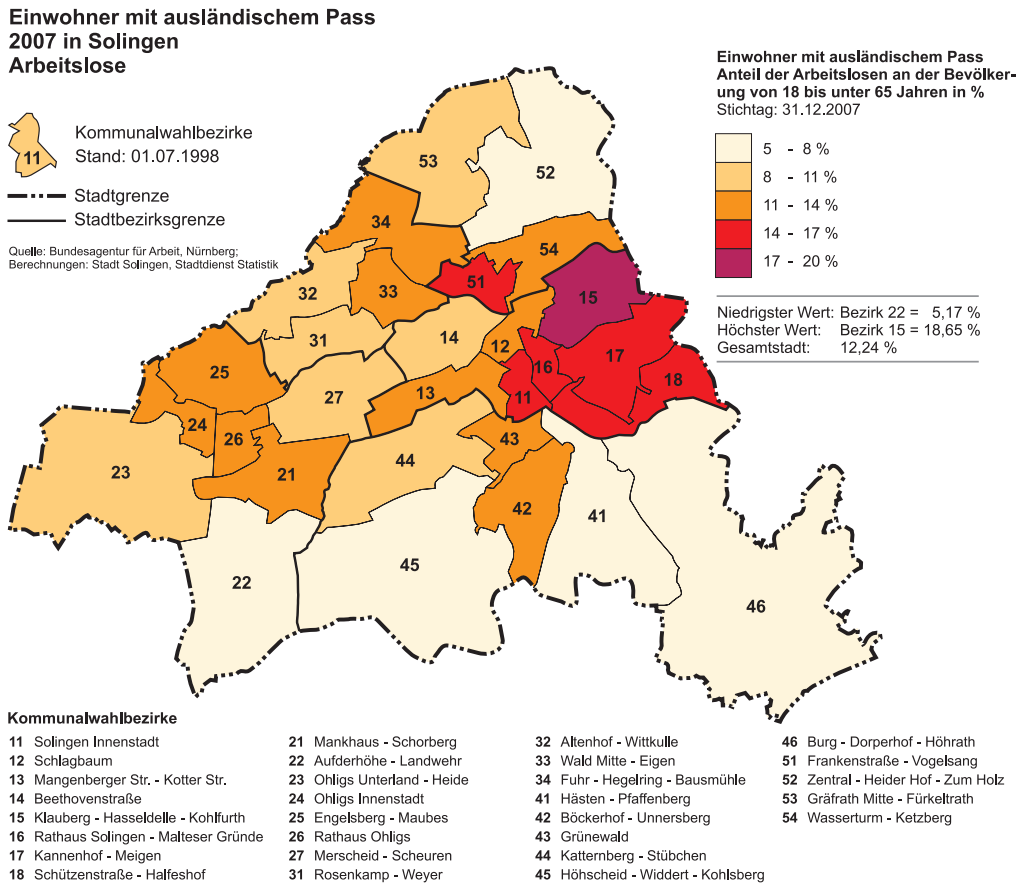 Einwohner mit ausländischem Pass
2007 in Solingen
Arbeitslose
11
Kommunalwahlbezirke
Stand: 01.07.1998
Stadtgrenze
Stadtbezirksgrenze
Quelle: Bundesagentur für Arbeit, Nürnberg;
Berechnungen: Stadt Solingen, Stadtdienst Statistik
Einwohner mit ausländischem Pass
Anteil der Arbeitslosen an der Bevölker-
ung von 18 bis unter 65 Jahren in %
Stichtag: 31.12.2007
5 - 8 %
8 - 11 %
11 - 14 %
14 - 17 %
17 - 20 %
Niedrigster Wert: Bezirk 22 = 5,17 %
Höchster Wert: Bezirk 15 = 18,65 %
Gesamtstadt: 12,24 %
53
52
34
54
51
33
32
15
31
14
12
17
16
25
18
27
13
11
24
26
43
23
21
44
42
41
45
22
46
Kommunalwahlbezirke
11 Solingen Innenstadt
12 Schlagbaum
13 Mangenberger Str. - Kotter Str.
14 Beethovenstraße
15 Klauberg - Hasseldelle - Kohlfurth
16 Rathaus Solingen - Malteser Gründe
17 Kannenhof - Meigen
18 Schützenstraße - Halfeshof
21 Mankhaus - Schorberg
22 Aufderhöhe - Landwehr
23 Ohligs Unterland - Heide
24 Ohligs Innenstadt
25 Engelsberg - Maubes
26 Rathaus Ohligs
27 Merscheid - Scheuren
31 Rosenkamp - Weyer
32 Altenhof - Wittkulle
33 Wald Mitte - Eigen
34 Fuhr - Hegelring - Bausmühle
41 Hästen - Pfaffenberg
42 Böckerhof - Unnersberg
43 Grünewald
44 Katternberg - Stübchen
45 Höhscheid - Widdert - Kohlsberg
46 Burg - Dorperhof - Höhrath
51 Frankenstraße - Vogelsang
52 Zentral - Heider Hof - Zum Holz
53 Gräfrath Mitte - Fürkeltrath
54 Wasserturm - Ketzberg